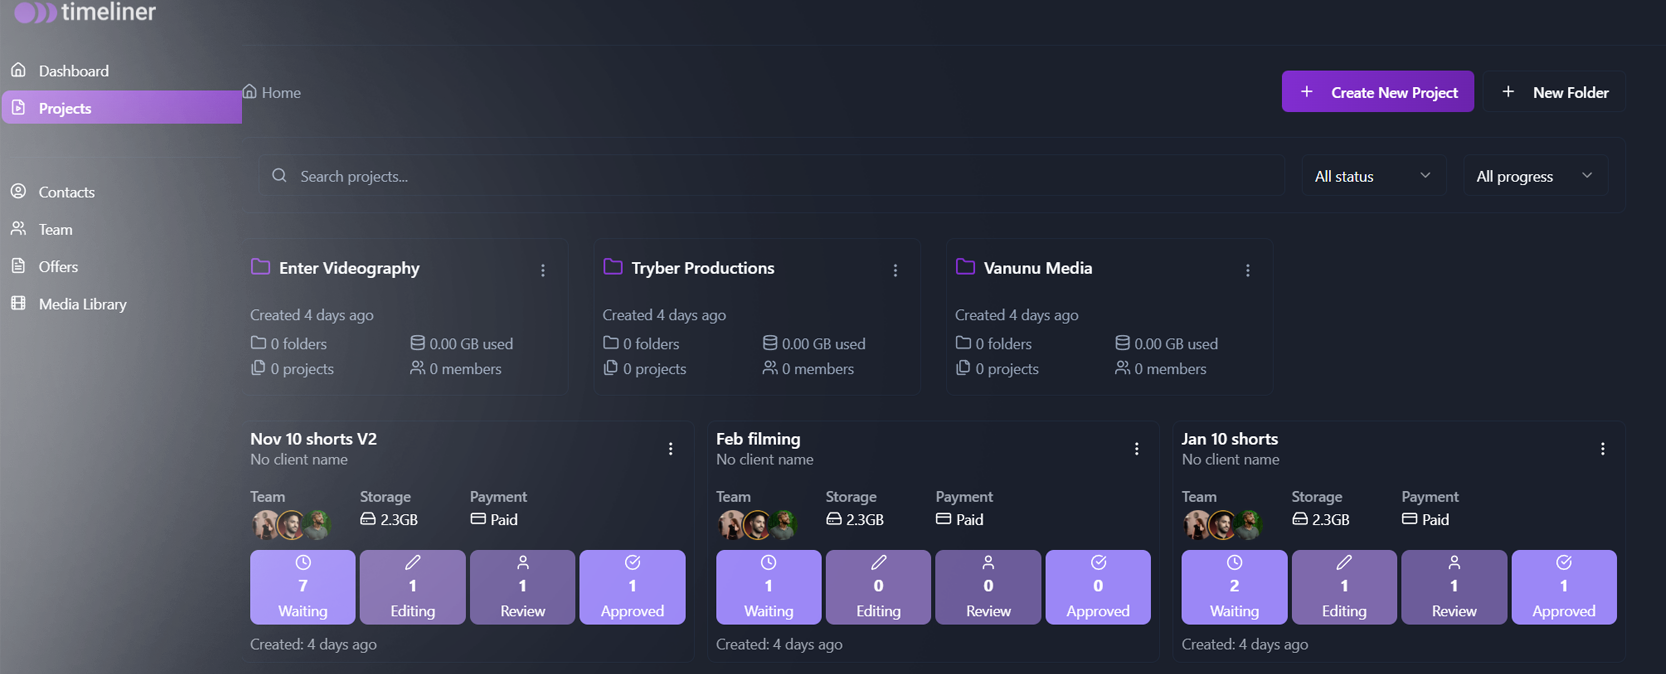 timeliner
Dashboard
Projects
Contacts
Team
Offers
Media Library
Home
Create New Project
New Folder
Search projects...
All status
All progress
Enter Videography
Created 4 days ago
0 folders
0.00 GB used
0 projects
0 members
Tryber Productions
Created 4 days ago
0 folders
0.00 GB used
0 projects
0 members
Vanunu Media
Created 4 days ago
0 folders
0.00 GB used
0 projects
0 members
Nov 10 shorts V2
No client name
Team Storage Payment
2.3GB Paid
7 1 1 1
Waiting Editing Review Approved
Created: 4 days ago
Feb filming
No client name
Team Storage Payment
2.3GB Paid
1 0 0 0
Waiting Editing Review Approved
Created: 4 days ago
Jan 10 shorts
No client name
Team Storage Payment
2.3GB Paid
2 1 1 1
Waiting Editing Review Approved
Created: 4 days ago